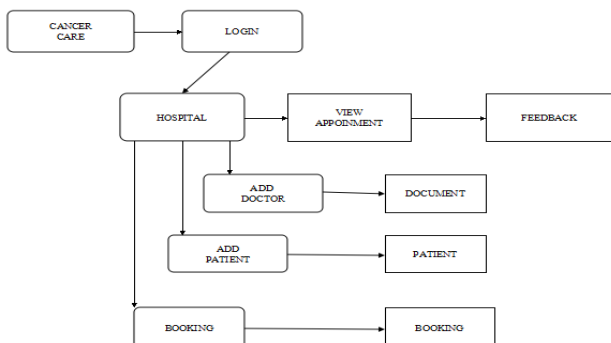 CANCER
CARE
LOGIN
HOSPITAL
VIEW
APPOINMENT
FEEDBACK
ADD
DOCTOR
DOCUMENT
ADD
PATIENT
PATIENT
BOOKING
BOOKING